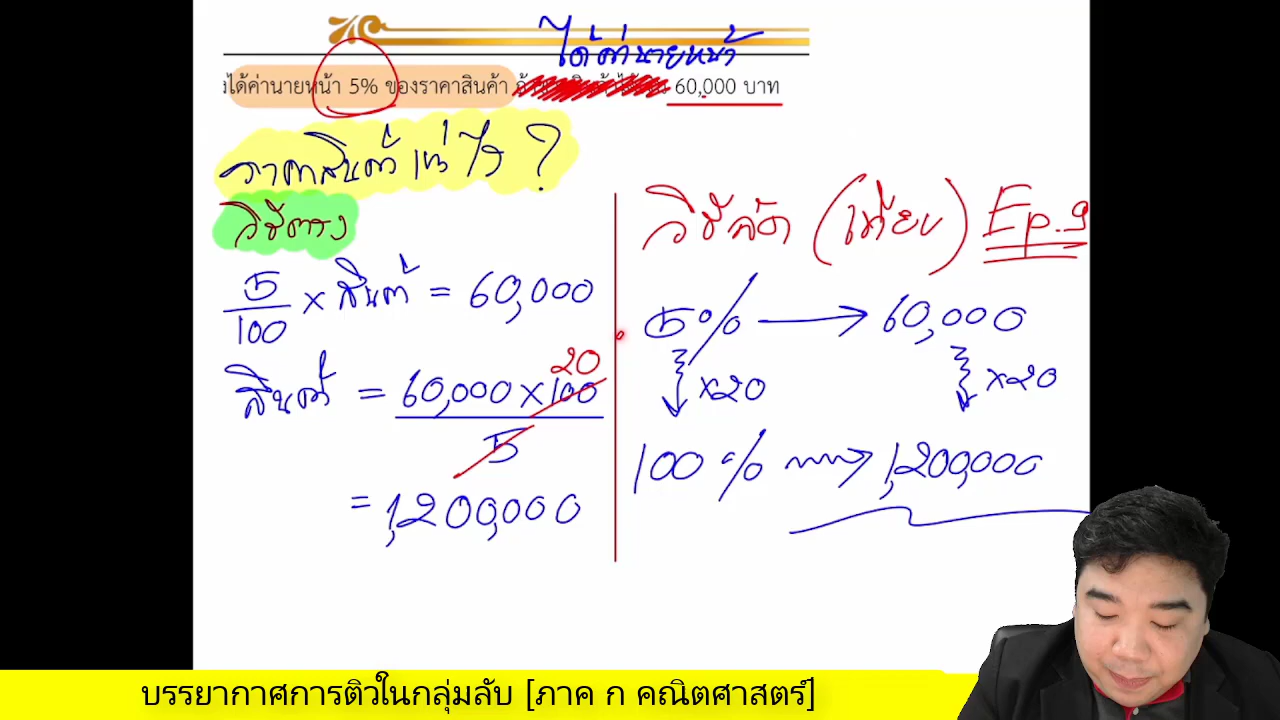 ได้ค่านายหน้า
งได้ค่านายหน้า 5% ของราคาสินค้า 60,000 บาท
ราคาสินค้าเท่าไร ?
วิธีตรง
วิธีลัด (เทียบ) Ep.9
5/100 × สินค้า = 60,000
5% → 60,000
×20 ×20
20
สินค้า = 60,000 × 100 / 5
100 % → 1,200,000
= 1,200,000
บรรยากาศการติวในกลุ่มลับ [ภาค ก คณิตศาสตร์]